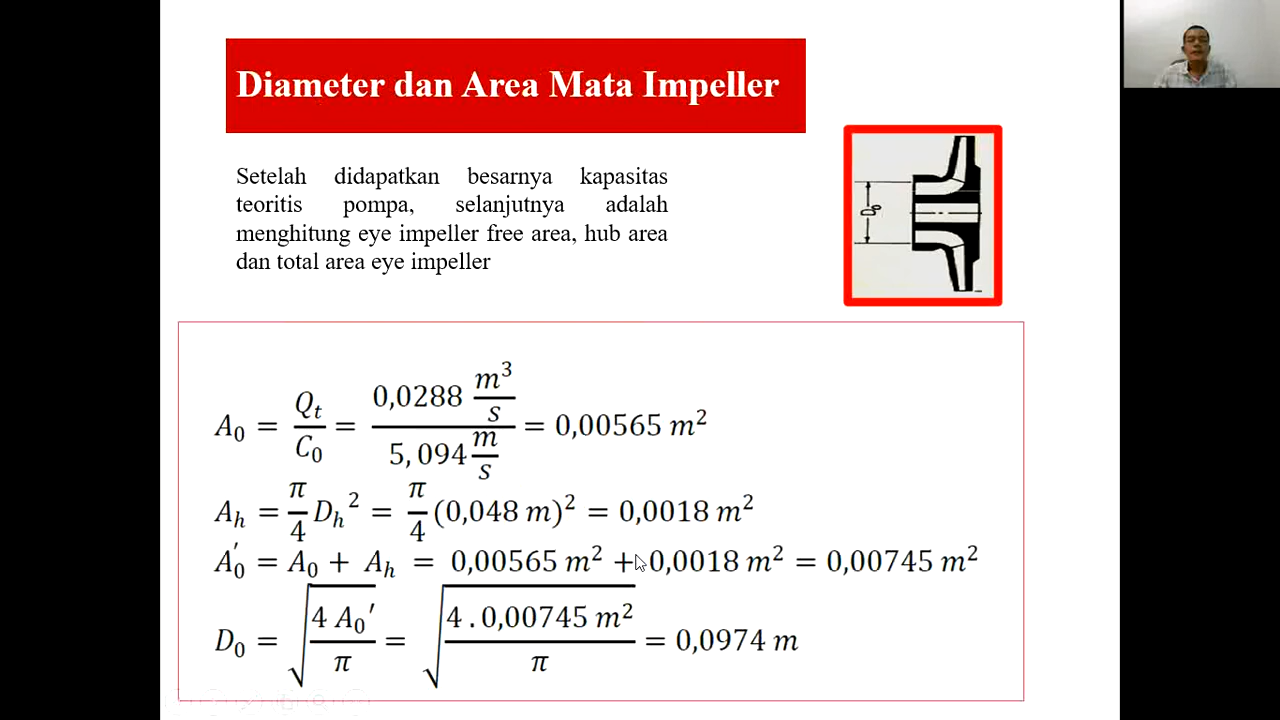 Diameter dan Area Mata Impeller
Setelah didapatkan besarnya kapasitas
teoritis pompa, selanjutnya adalah
menghitung eye impeller free area, hub area
dan total area eye impeller
D₀
A₀ = Qₜ/C₀ = (0,0288 m³/s)/(5,094 m/s) = 0,00565 m²
Aₕ = π/4 Dₕ² = π/4 (0,048 m)² = 0,0018 m²
A₀′ = A₀ + Aₕ = 0,00565 m² + 0,0018 m² = 0,00745 m²
D₀ = √(4 A₀′/π) = √(4 . 0,00745 m²/π) = 0,0974 m